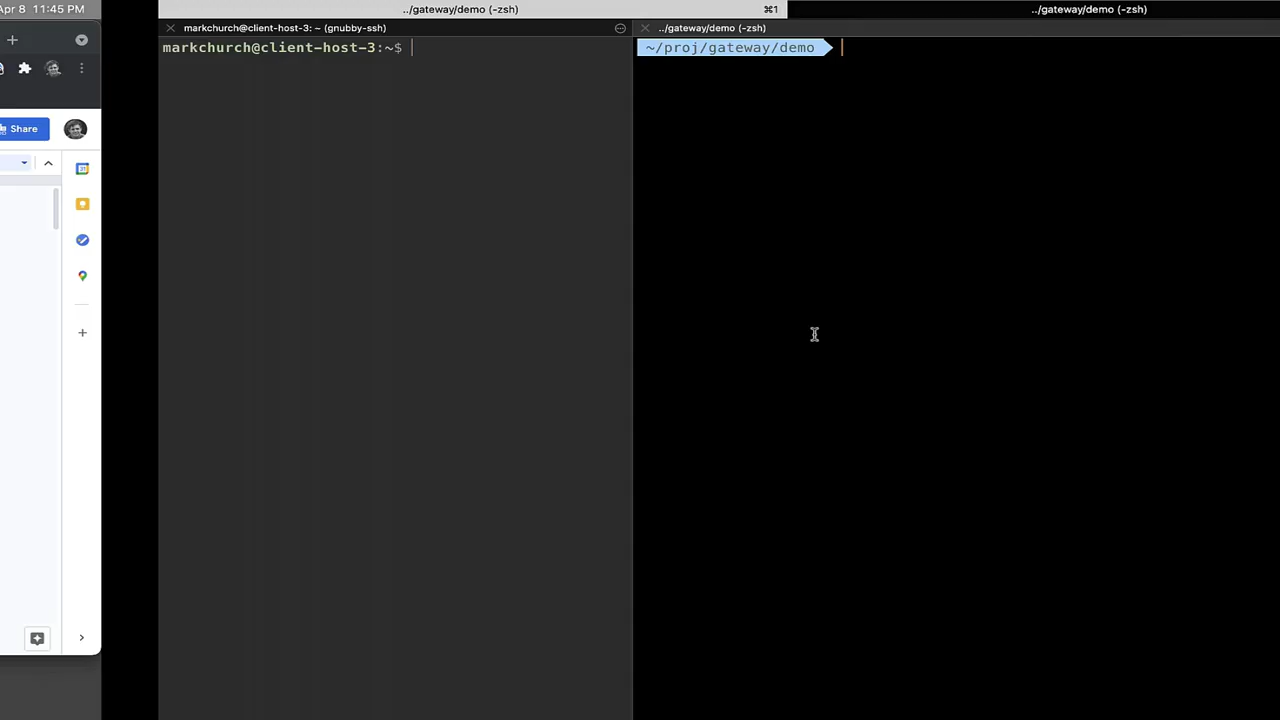 Apr 8 11:45 PM
Share
../gateway/demo (-zsh)
⌘1
../gateway/demo (-zsh)
markchurch@client-host-3: ~ (gnubby-ssh)
../gateway/demo (-zsh)
markchurch@client-host-3:~$
~/proj/gateway/demo